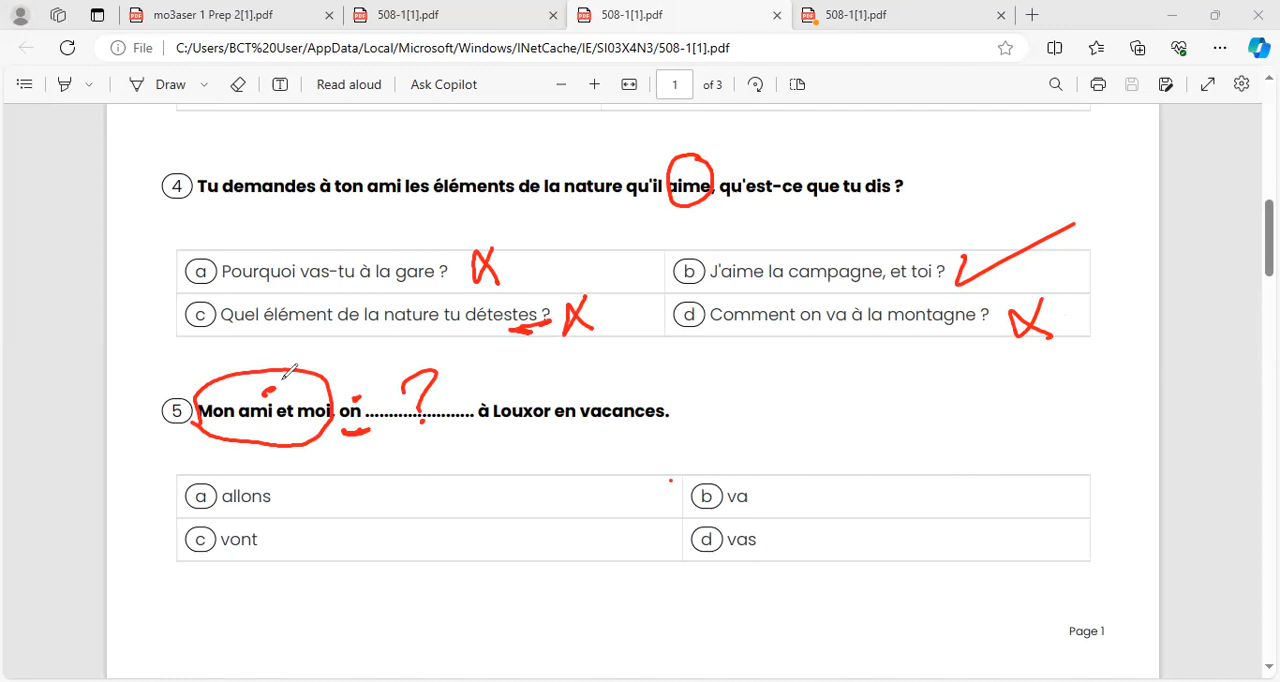 mo3aser 1 Prep 2[1].pdf
508-1[1].pdf
508-1[1].pdf
508-1[1].pdf
File
C:/Users/BCT%20User/AppData/Local/Microsoft/Windows/INetCache/IE/SI03X4N3/508-1[1].pdf
Draw
Read aloud
Ask Copilot
1 of 3
4 Tu demandes à ton ami les éléments de la nature qu'il aime, qu'est-ce que tu dis ?
a Pourquoi vas-tu à la gare ?
b J'aime la campagne, et toi ?
c Quel élément de la nature tu détestes ?
d Comment on va à la montagne ?
?
5 Mon ami et moi, on ....................... à Louxor en vacances.
a allons
b va
c vont
d vas
Page 1